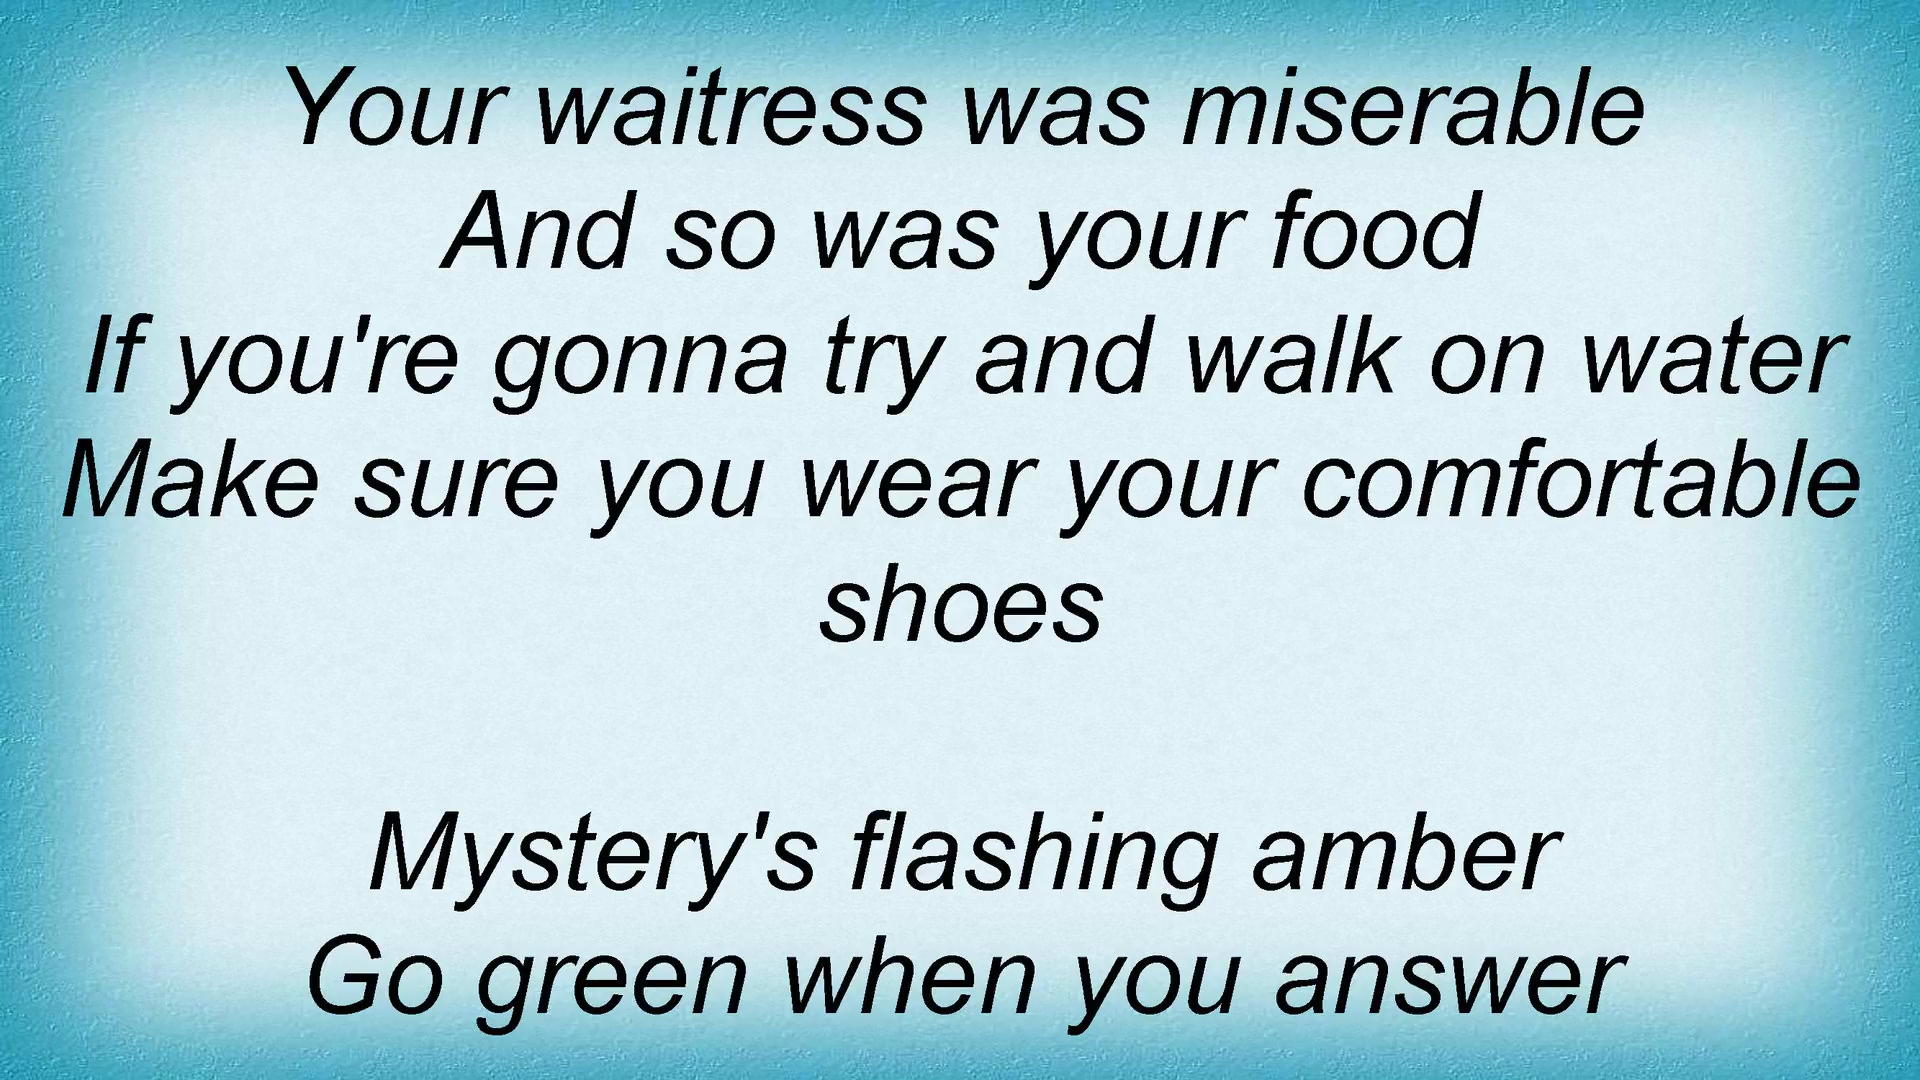 Your waitress was miserable
And so was your food
If you're gonna try and walk on water
Make sure you wear your comfortable
shoes
Mystery's flashing amber
Go green when you answer